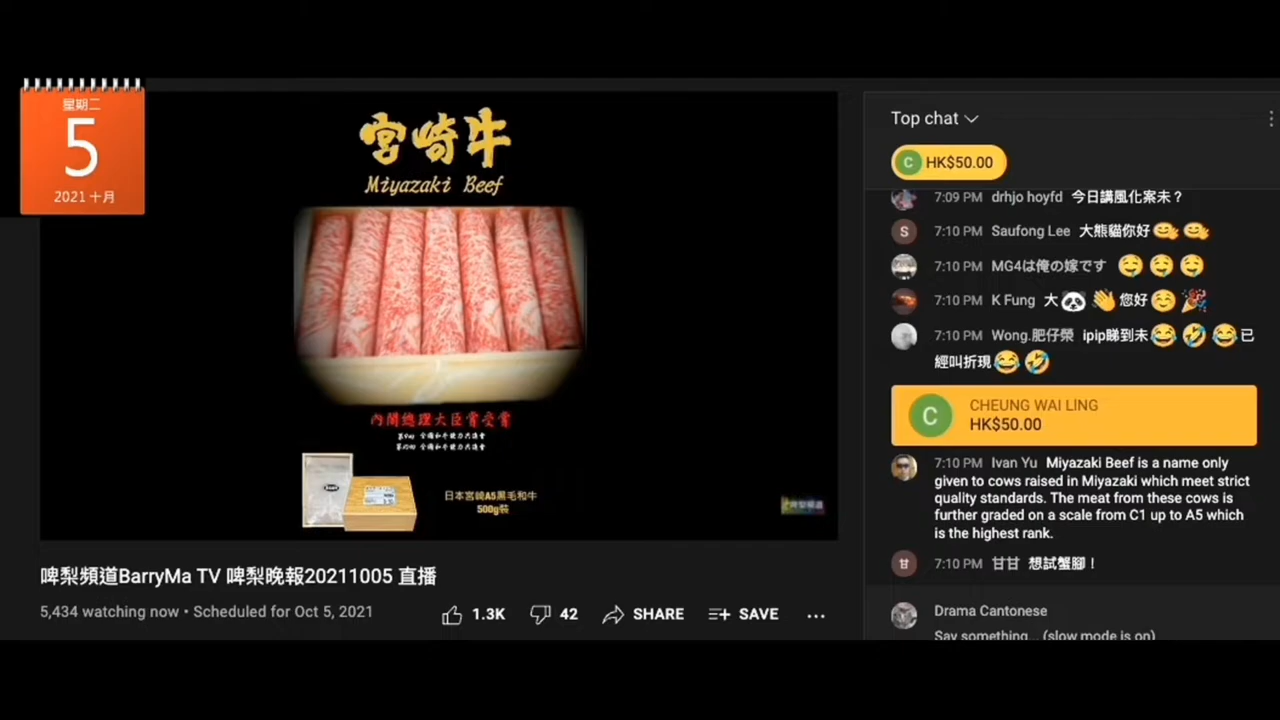 星期二
5
2021 十月
宮崎牛
Miyazaki Beef
內閣總理大臣賞受賞
日本宮崎A5黑毛和牛
500g裝
啤梨頻道BarryMa TV 啤梨晚報20211005 直播
5,434 watching now • Scheduled for Oct 5, 2021
1.3K
42
SHARE
SAVE
Top chat
C HK$50.00
7:09 PM drhjo hoyfd 今日講風化案未？
S 7:10 PM Saufong Lee 大熊貓你好
7:10 PM MG4は俺の嫁です
7:10 PM K Fung 大🐼👋您好
7:10 PM Wong.肥仔榮 ipip睇到未😂🤣😂已
經叫折現😂🤣
C CHEUNG WAI LING
HK$50.00
7:10 PM Ivan Yu Miyazaki Beef is a name only
given to cows raised in Miyazaki which meet strict
quality standards. The meat from these cows is
further graded on a scale from C1 up to A5 which
is the highest rank.
甘 7:10 PM 甘甘 想試蟹腳！
Drama Cantonese
Say something... (slow mode is on)